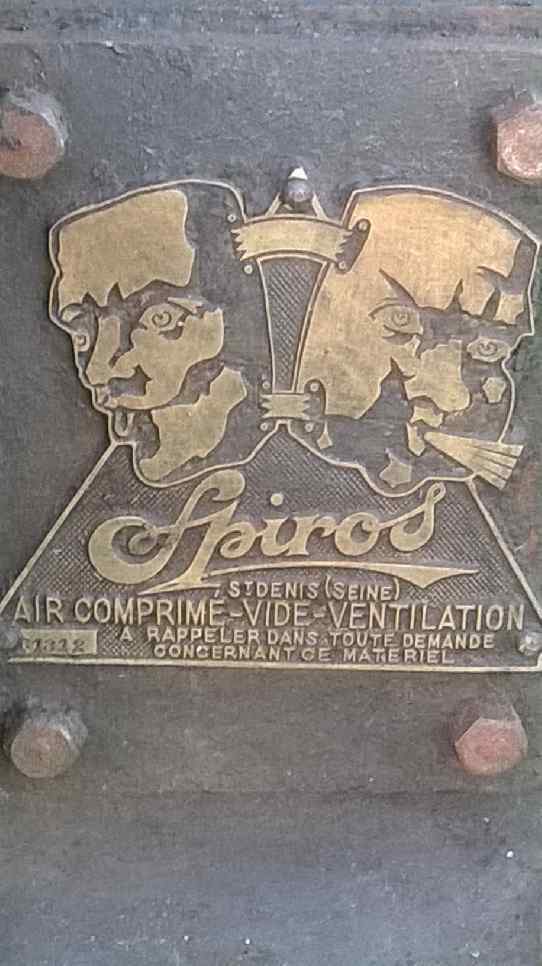 Spiros
ST DENIS (SEINE)
AIR COMPRIMÉ-VIDE-VENTILATION
A RAPPELER DANS TOUTE DEMANDE
CONCERNANT CE MATERIEL